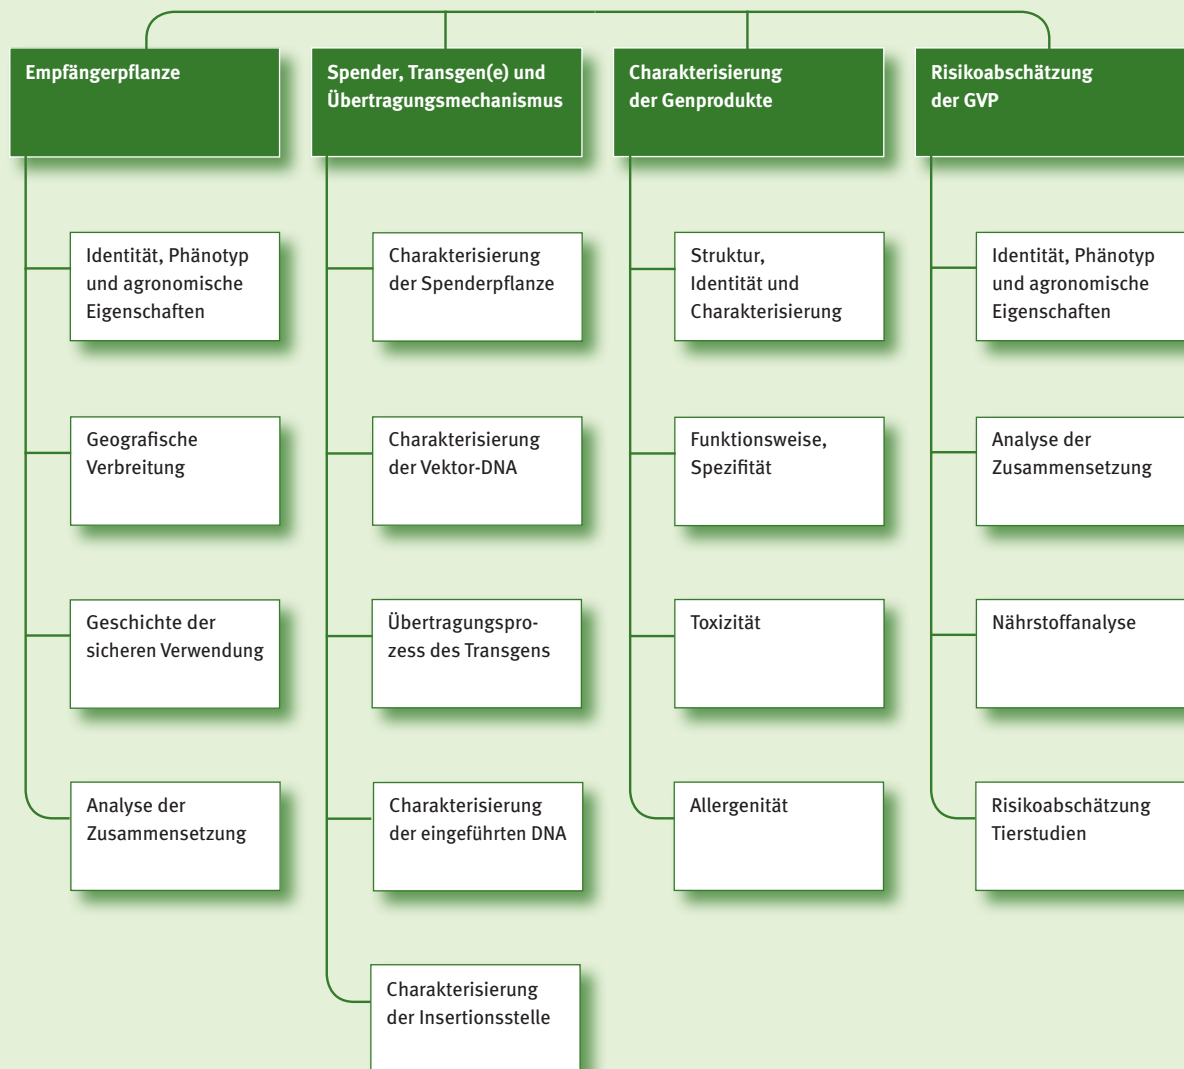 Empfängerpflanze
Identität, Phänotyp
und agronomische
Eigenschaften
Geografische
Verbreitung
Geschichte der
sicheren Verwendung
Analyse der
Zusammensetzung
Spender, Transgen(e) und
Übertragungsmechanismus
Charakterisierung
der Spenderpflanze
Charakterisierung
der Vektor-DNA
Übertragungspro-
zess des Transgens
Charakterisierung
der eingeführten DNA
Charakterisierung
der Insertionsstelle
Charakterisierung
der Genprodukte
Struktur,
Identität und
Charakterisierung
Funktionsweise,
Spezifität
Toxizität
Allergenität
Risikoabschätzung
der GVP
Identität, Phänotyp
und agronomische
Eigenschaften
Analyse der
Zusammensetzung
Nährstoffanalyse
Risikoabschätzung
Tierstudien